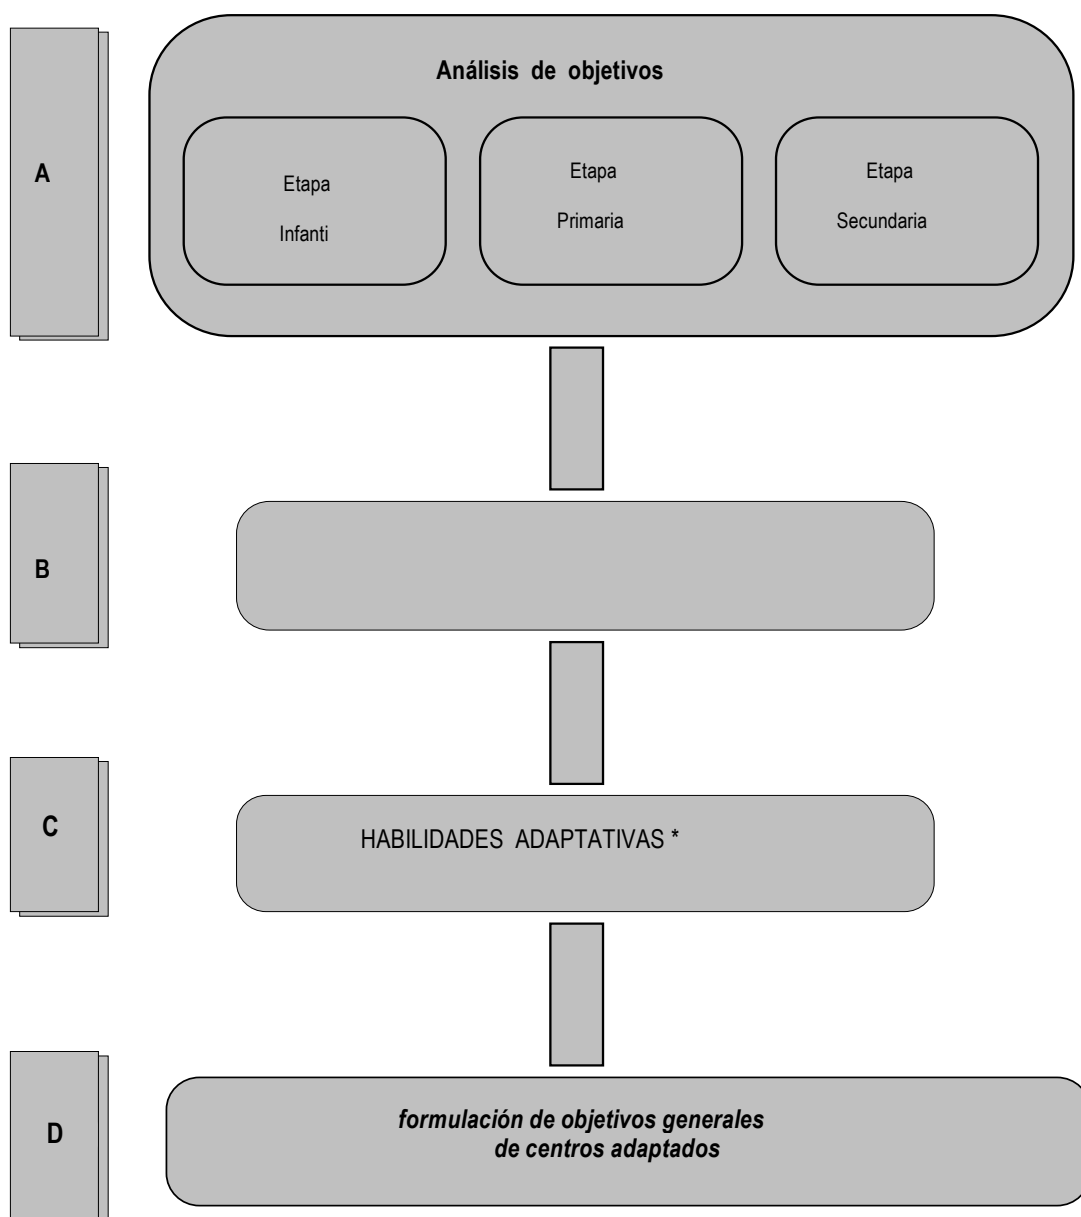 Análisis de objetivos
A
Etapa
Infanti
Etapa
Primaria
Etapa
Secundaria
B
C
HABILIDADES ADAPTATIVAS *
D
formulación de objetivos generales
de centros adaptados